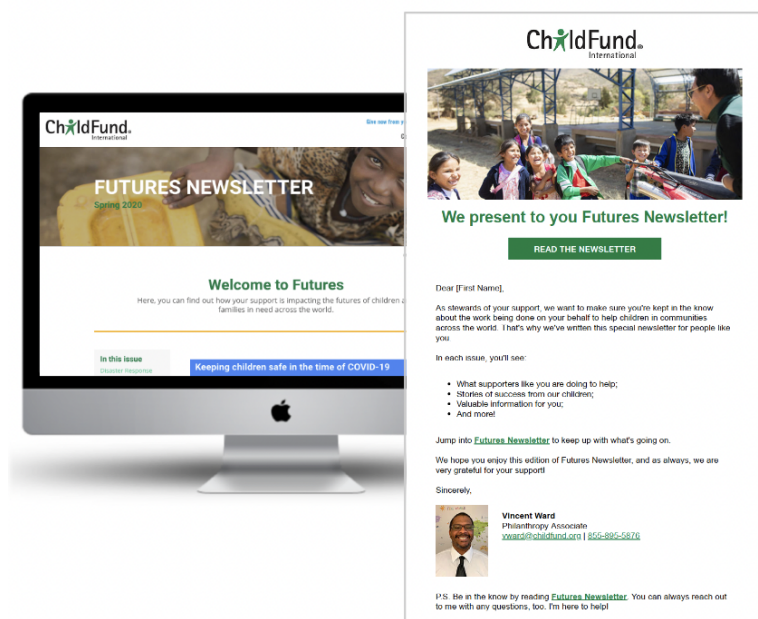 ChildFund®
International
Give new tree y
FUTURES NEWSLETTER
Spring 2020
Welcome to Futures
Here, you can find out how your support is impacting the futures of children a
families in need across the world.
In this issue
Disaster Response
Keeping children safe in the time of COVID-19
ChildFund®
International
We present to you Futures Newsletter!
READ THE NEWSLETTER
Dear [First Name],
As stewards of your support, we want to make sure you're kept in the know
about the work being done on your behalf to help children in communities
across the world. That's why we've written this special newsletter for people like
you
In each issue, you'll see:
• What supporters like you are doing to help;
• Stories of success from our children;
• Valuable information for you;
• And more!
Jump into Futures Newsletter to keep up with what's going on.
We hope you enjoy this edition of Futures Newsletter, and as always, we are
very grateful for your support!
Sincerely,
Vincent Ward
Philanthropy Associate
vward@childfund.org | 855-895-5876
P.S. Be in the know by reading Futures Newsletter. You can always reach out
to me with any questions, too. I'm here to help!